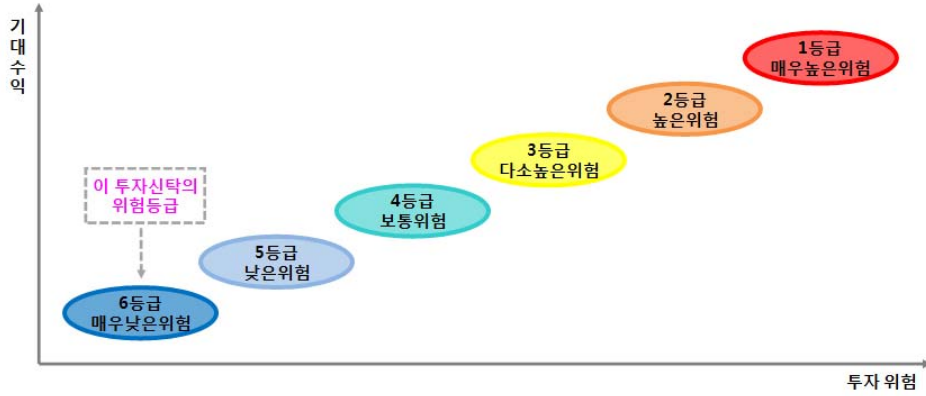 기대수익
1등급
매우높은위험
2등급
높은위험
3등급
다소높은위험
이 투자신탁의
위험등급
4등급
보통위험
5등급
낮은위험
6등급
매우낮은위험
투자 위험